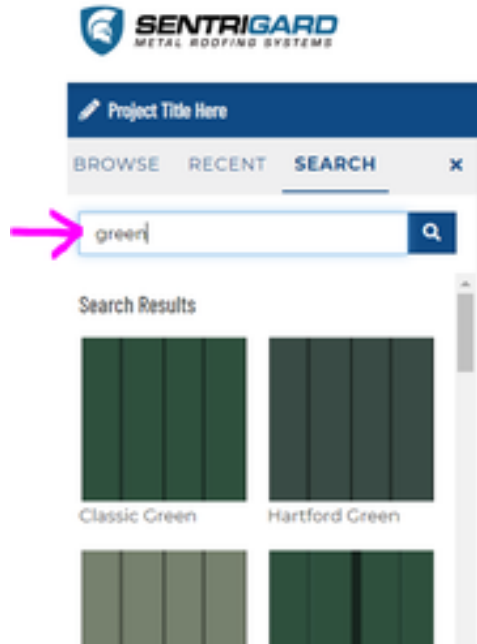 SENTRIGARD
METAL ROOFING SYSTEMS
Project Title Here
BROWSE RECENT SEARCH x
green
Search Results
Classic Green Hartford Green